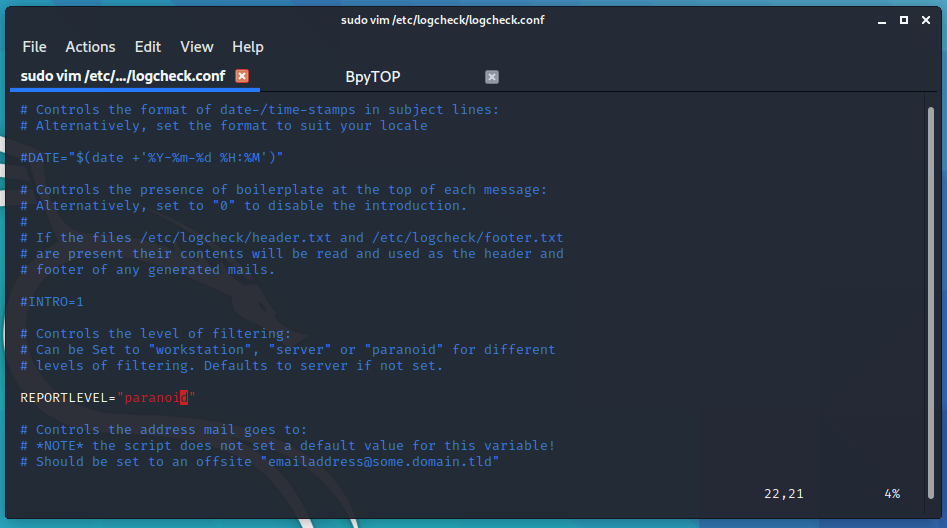 sudo vim /etc/logcheck/logcheck.conf
File Actions Edit View Help
sudo vim /etc/.../logcheck.conf BpyTOP
# Controls the format of date-/time-stamps in subject lines:
# Alternatively, set the format to suit your locale
#DATE="$(date +'%Y-%m-%d %H:%M')"
# Controls the presence of boilerplate at the top of each message:
# Alternatively, set to "0" to disable the introduction.
#
# If the files /etc/logcheck/header.txt and /etc/logcheck/footer.txt
# are present their contents will be read and used as the header and
# footer of any generated mails.
#INTRO=1
# Controls the level of filtering:
# Can be Set to "workstation", "server" or "paranoid" for different
# levels of filtering. Defaults to server if not set.
REPORTLEVEL="paranoid"
# Controls the address mail goes to:
# *NOTE* the script does not set a default value for this variable!
# Should be set to an offsite "emailaddress@some.domain.tld"
22,21 4%